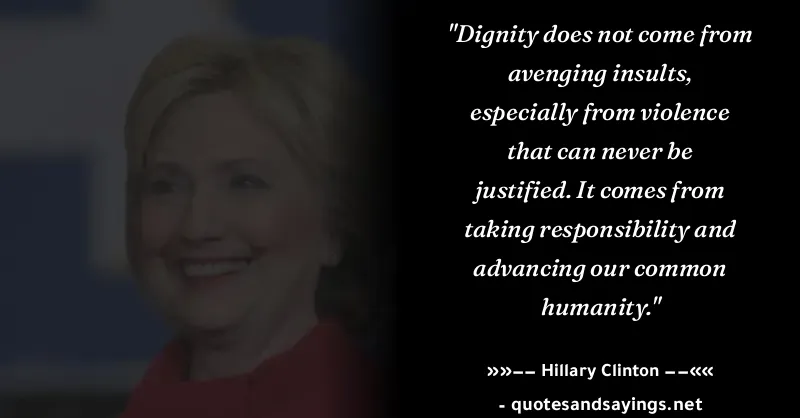 "Dignity does not come from
avenging insults,
especially from violence
that can never be
justified. It comes from
taking responsibility and
advancing our common
humanity."
»»–– Hillary Clinton ––««
- quotesandsayings.net